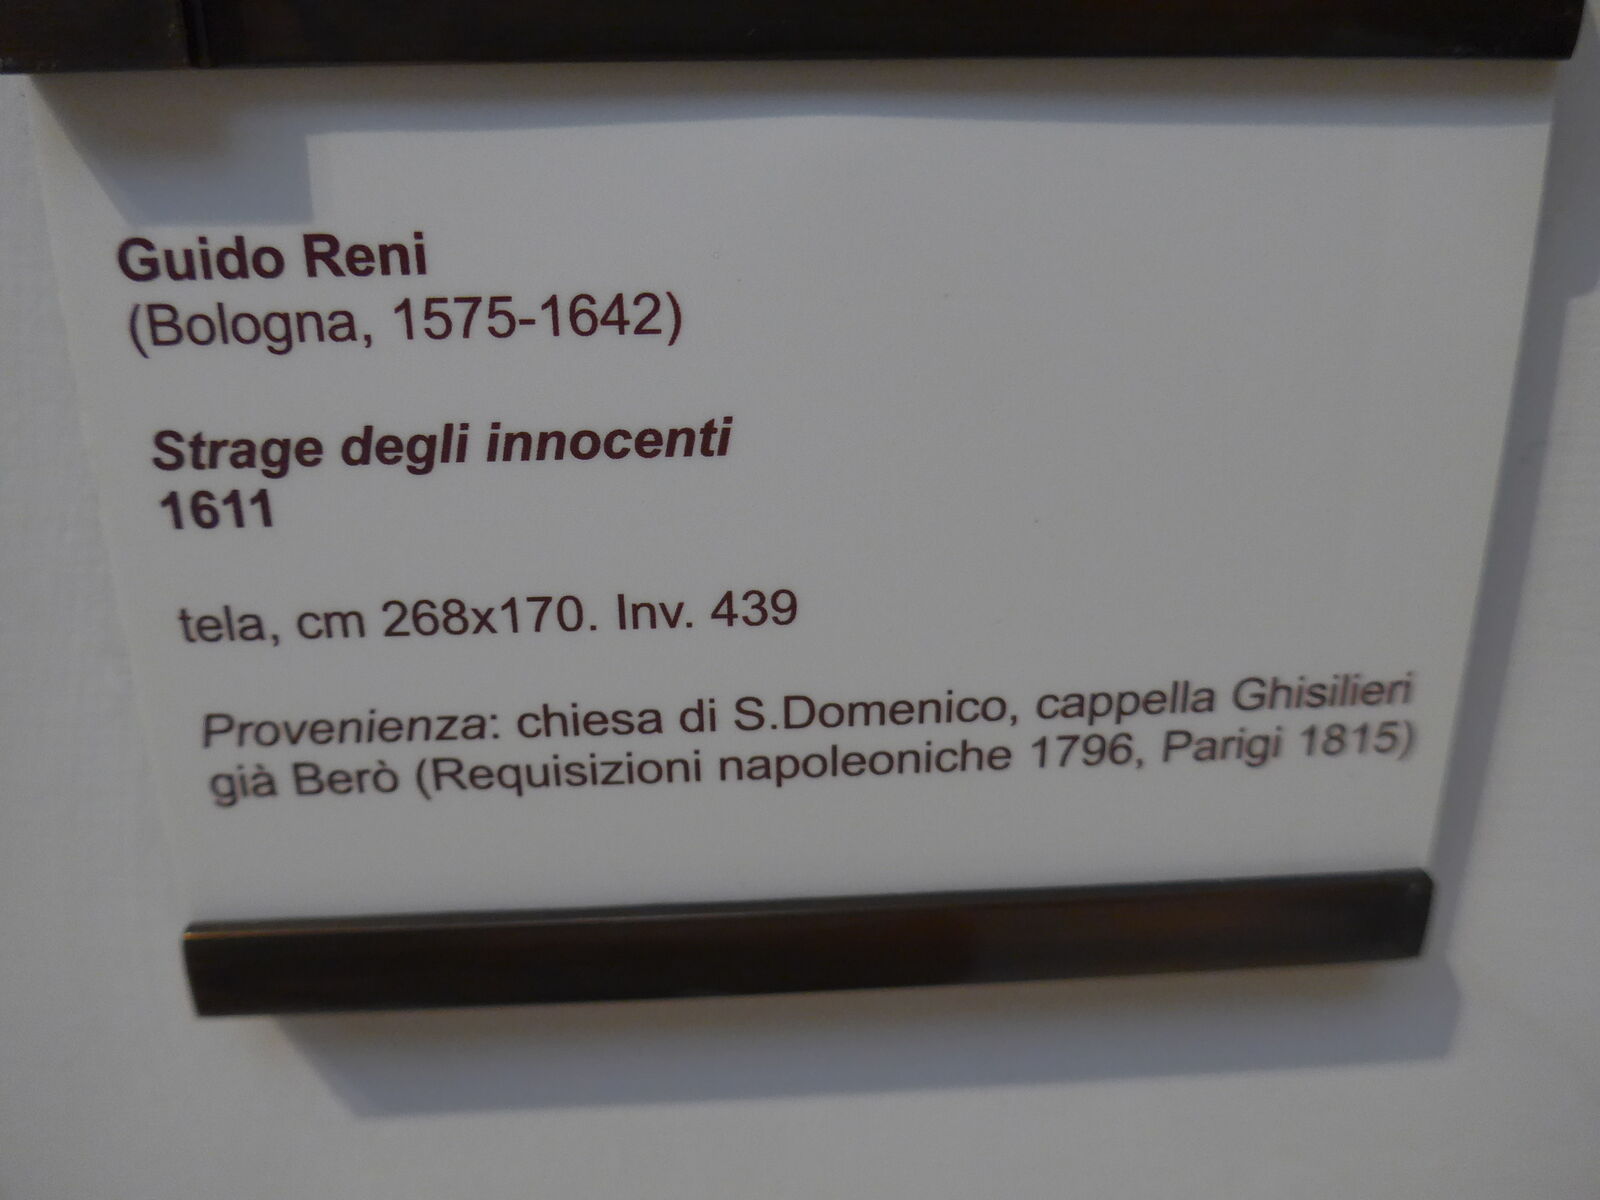 Guido Reni
(Bologna, 1575-1642)
Strage degli innocenti
1611
tela, cm 268x170. Inv. 439
Provenienza: chiesa di S.Domenico, cappella Ghisilieri
già Berò (Requisizioni napoleoniche 1796, Parigi 1815)